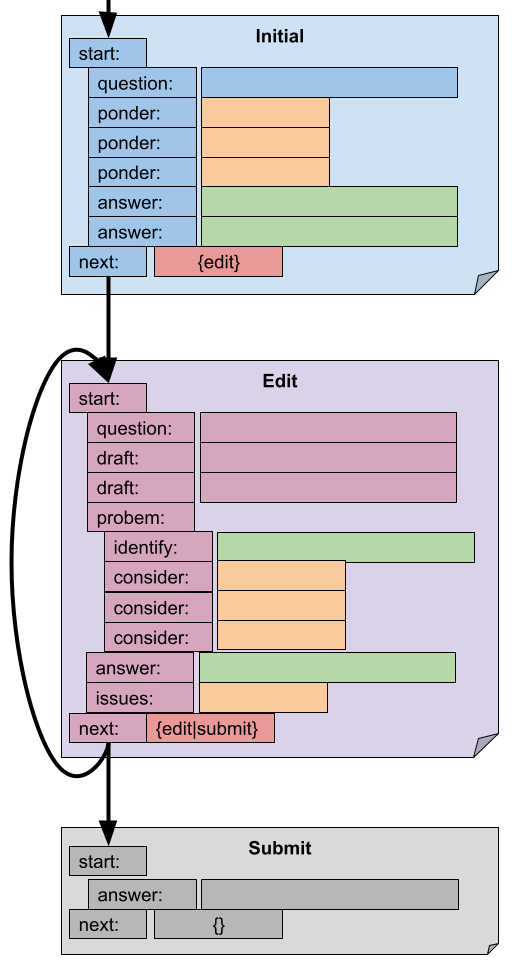 Initial
start:
question:
ponder:
ponder:
ponder:
answer:
answer:
next: {edit}
Edit
start:
question:
draft:
draft:
probem:
identify:
consider:
consider:
consider:
answer:
issues:
next: {edit|submit}
Submit
start:
answer:
next: {}